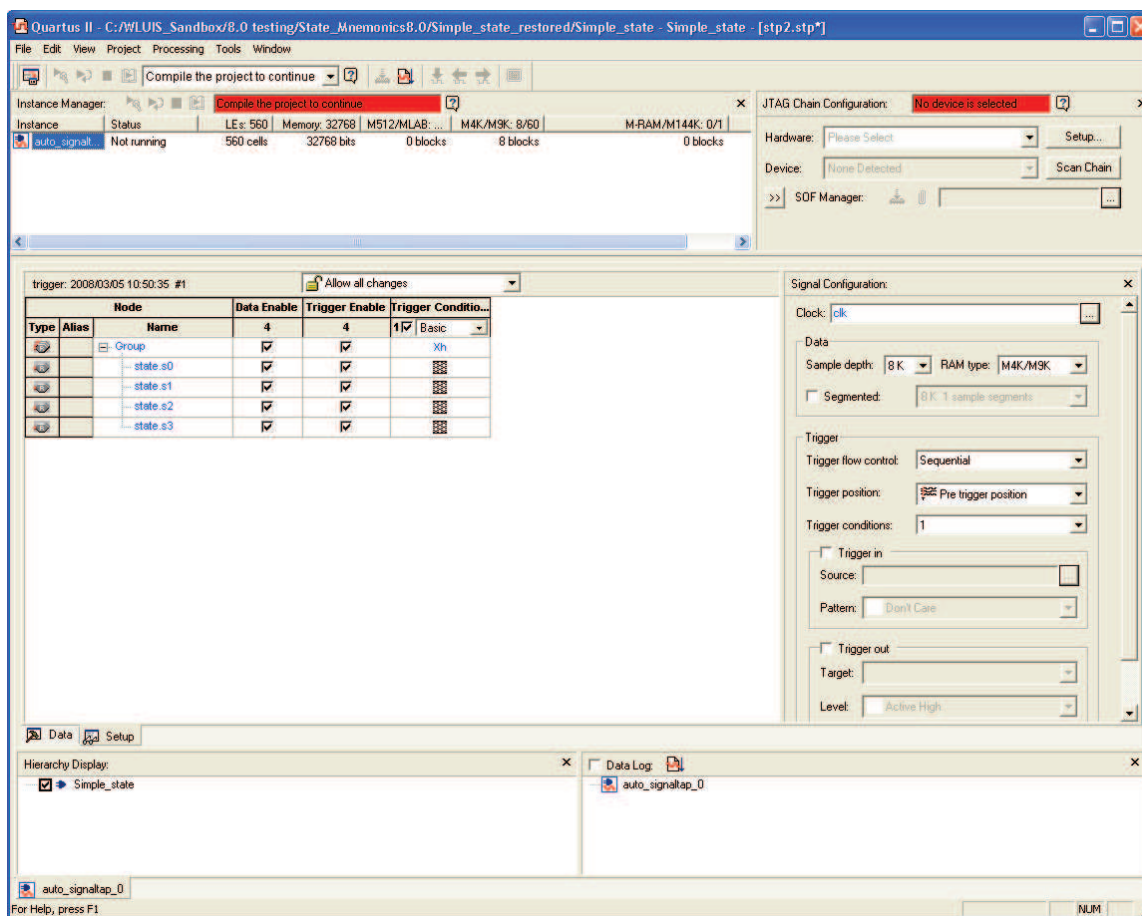 Quartus II - C:/WLUIS_Sandbox/8.0 testing/State_Mnemonics8.0/Simple_state_restored/Simple_state - Simple_state - [stp2.stp*]
File Edit View Project Processing Tools Window
Compile the project to continue
Instance Manager: Compile the project to continue
JTAG Chain Configuration: No device is selected
Instance Status LEs: 560 Memory: 32768 M512/MLAB: ... M4K/M9K: 8/60 M-RAM/M144K: 0/1
auto_signalt... Not running 560 cells 32768 bits 0 blocks 8 blocks 0 blocks
Hardware: Please Select Setup...
Device: None Detected Scan Chain
>> SOF Manager: ...
trigger: 2008/03/05 10:50:35 #1 Allow all changes
Node Data Enable Trigger Enable Trigger Conditio...
Type Alias Name 4 4 1 Basic
Group Xh
state.s0
state.s1
state.s2
state.s3
Signal Configuration:
Clock: clk ...
Data
Sample depth: 8 K RAM type: M4K/M9K
Segmented: 8 K 1 sample segments
Trigger
Trigger flow control: Sequential
Trigger position: Pre trigger position
Trigger conditions: 1
Trigger in
Source: ...
Pattern: Don't Care
Trigger out
Target:
Level: Active High
Data Setup
Hierarchy Display:
Simple_state
Data Log:
auto_signaltap_0
auto_signaltap_0
For Help, press F1
NUM